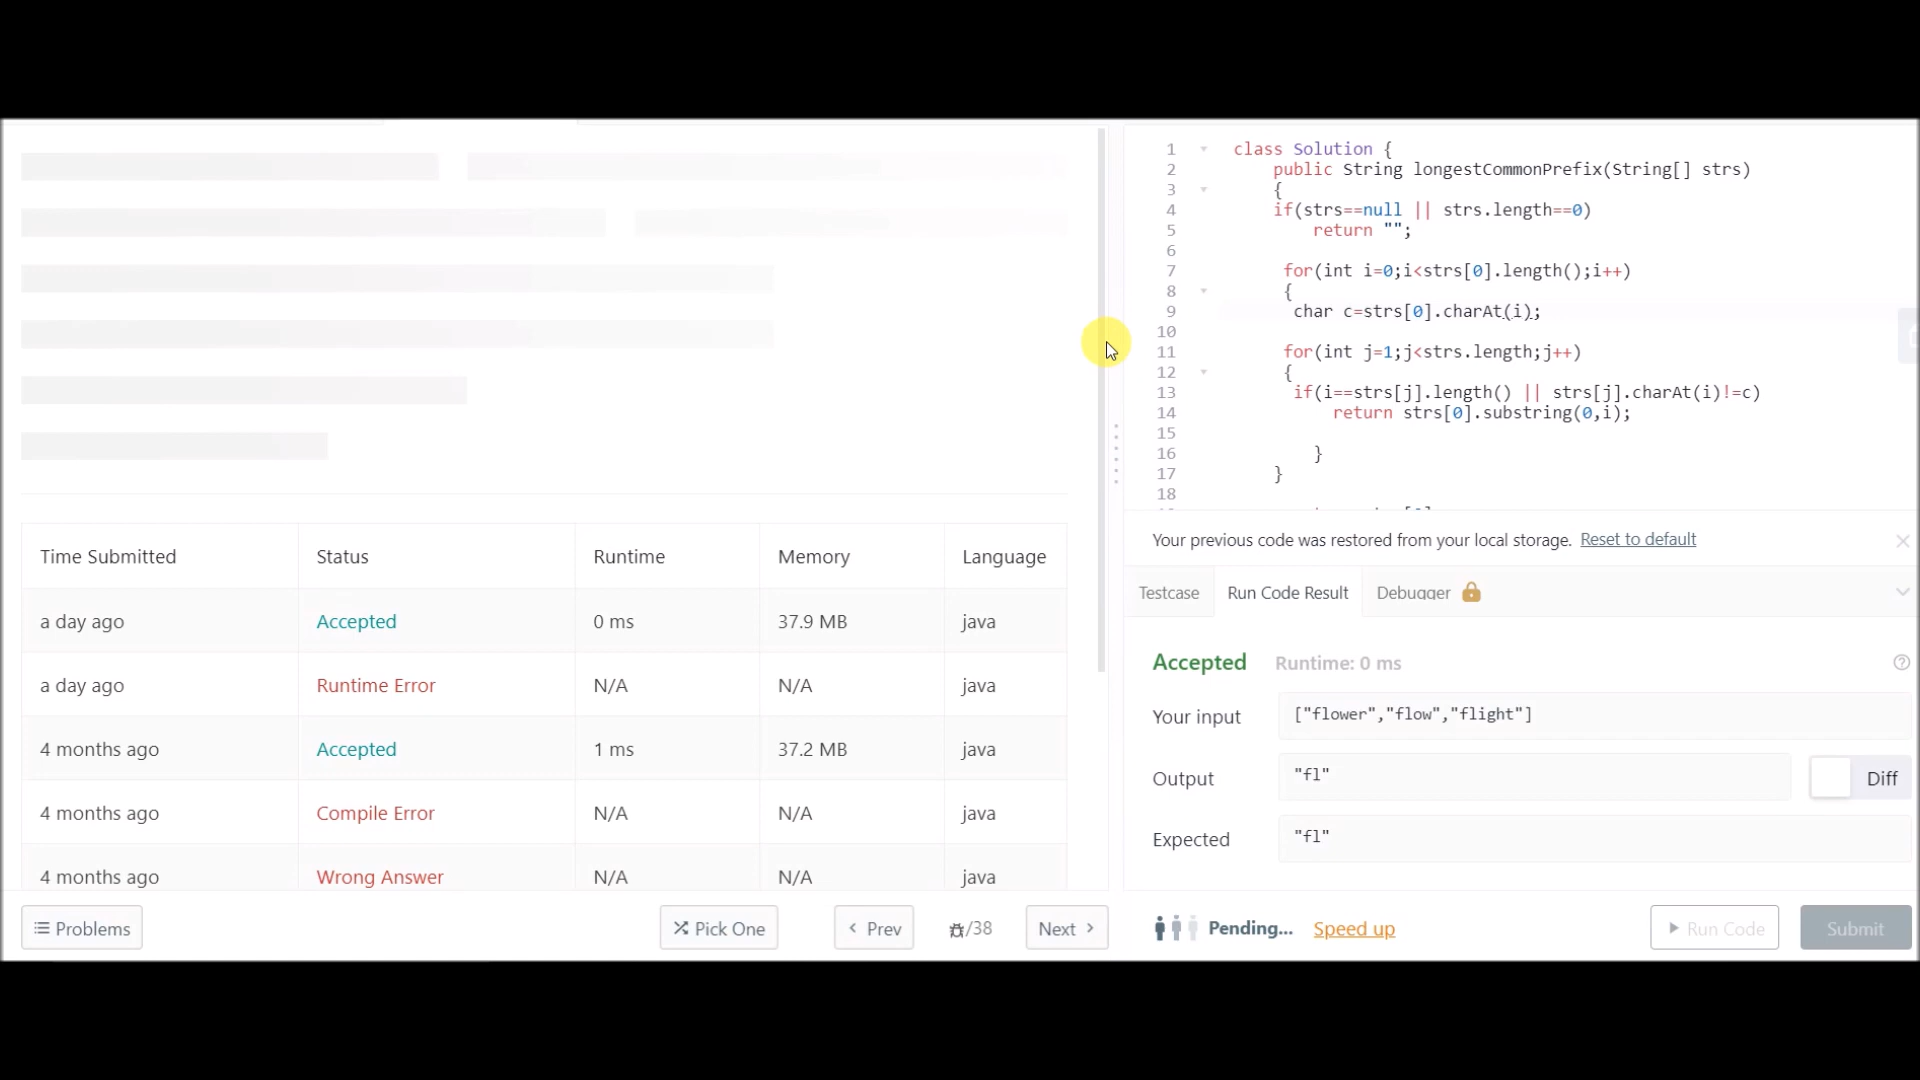 Time Submitted Status Runtime Memory Language
a day ago Accepted 0 ms 37.9 MB java
a day ago Runtime Error N/A N/A java
4 months ago Accepted 1 ms 37.2 MB java
4 months ago Compile Error N/A N/A java
4 months ago Wrong Answer N/A N/A java
Problems Pick One Prev /38 Next
1 class Solution {
2 public String longestCommonPrefix(String[] strs)
3 {
4 if(strs==null || strs.length==0)
5 return "";
6
7 for(int i=0;i<strs[0].length();i++)
8 {
9 char c=strs[0].charAt(i);
10
11 for(int j=1;j<strs.length;j++)
12 {
13 if(i==strs[j].length() || strs[j].charAt(i)!=c)
14 return strs[0].substring(0,i);
15
16 }
17 }
18
Your previous code was restored from your local storage. Reset to default
Testcase Run Code Result Debugger
Accepted Runtime: 0 ms
Your input ["flower","flow","flight"]
Output "fl" Diff
Expected "fl"
Pending... Speed up Run Code Submit